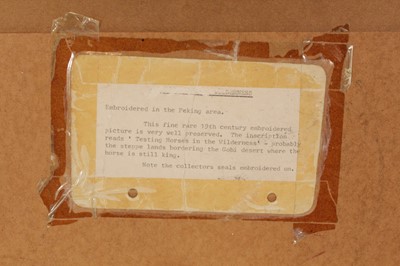 Embroidered in the Peking area.
This fine rare 19th century embroidered
picture is very well preserved. The inscription
reads ' Testing Horses in the Wilderness' - probably
the steppe lands bordering the Gobi desert where the
horse is still king.
Note the collectors seals embroidered on.